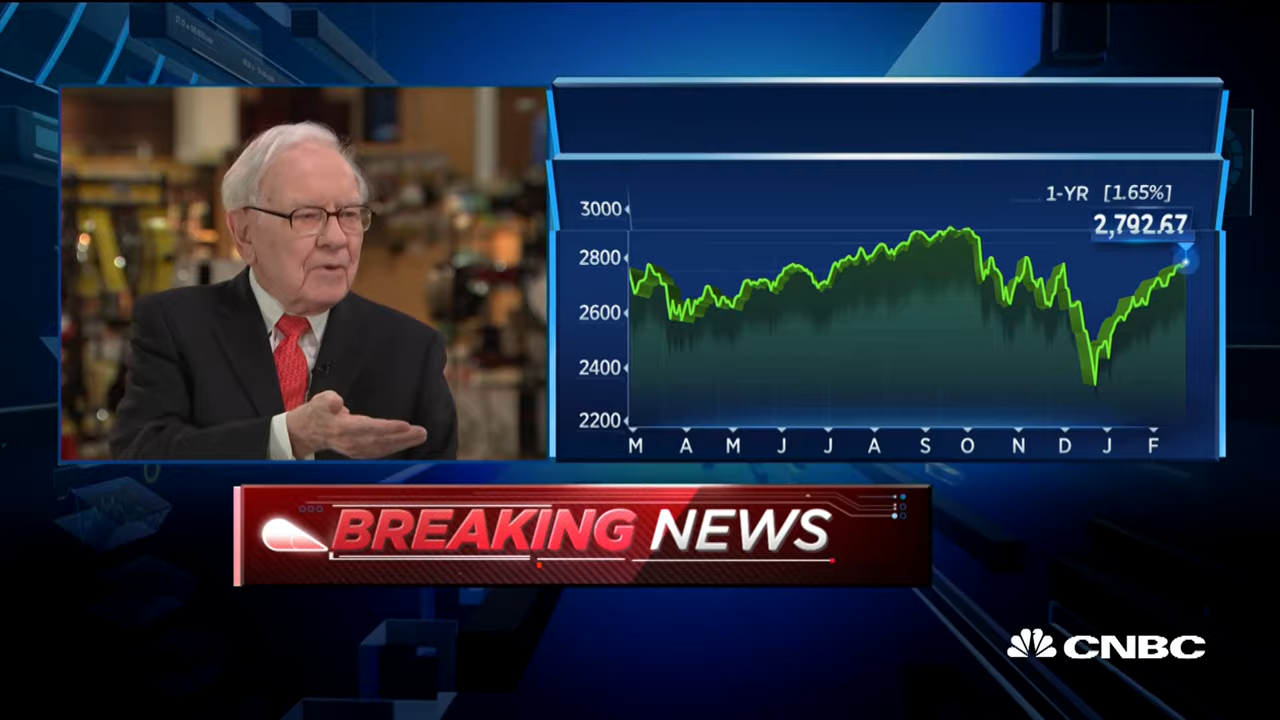 1-YR [1.65%]
2,792.67
3000
2800
2600
2400
2200
M A M J J A S O N D J F
BREAKING NEWS
CNBC